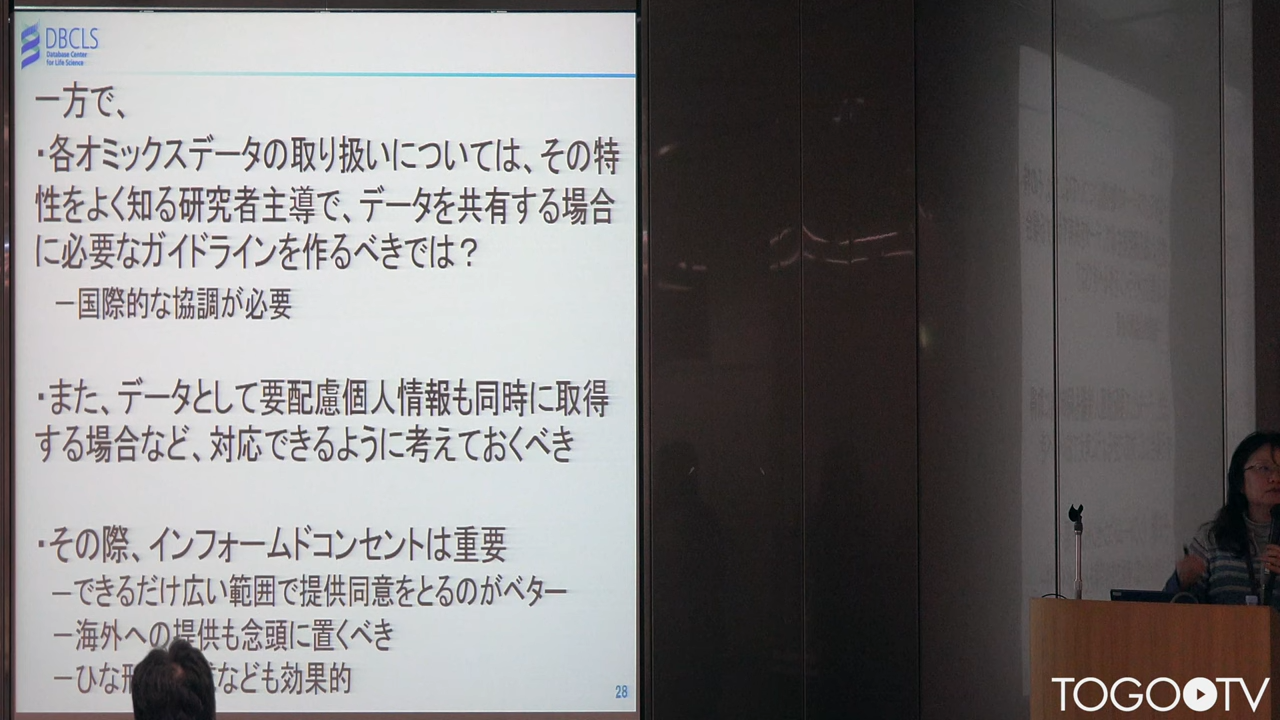 DBCLS
Database Center
for Life Science
一方で、
・各オミックスデータの取り扱いについては、その特
性をよく知る研究者主導で、データを共有する場合
に必要なガイドラインを作るべきでは？
－国際的な協調が必要
・また、データとして要配慮個人情報も同時に取得
する場合など、対応できるように考えておくべき
・その際、インフォームドコンセントは重要
－できるだけ広い範囲で提供同意をとるのがベター
－海外への提供も念頭に置くべき
－ひな形 なども効果的
28
TOGO TV